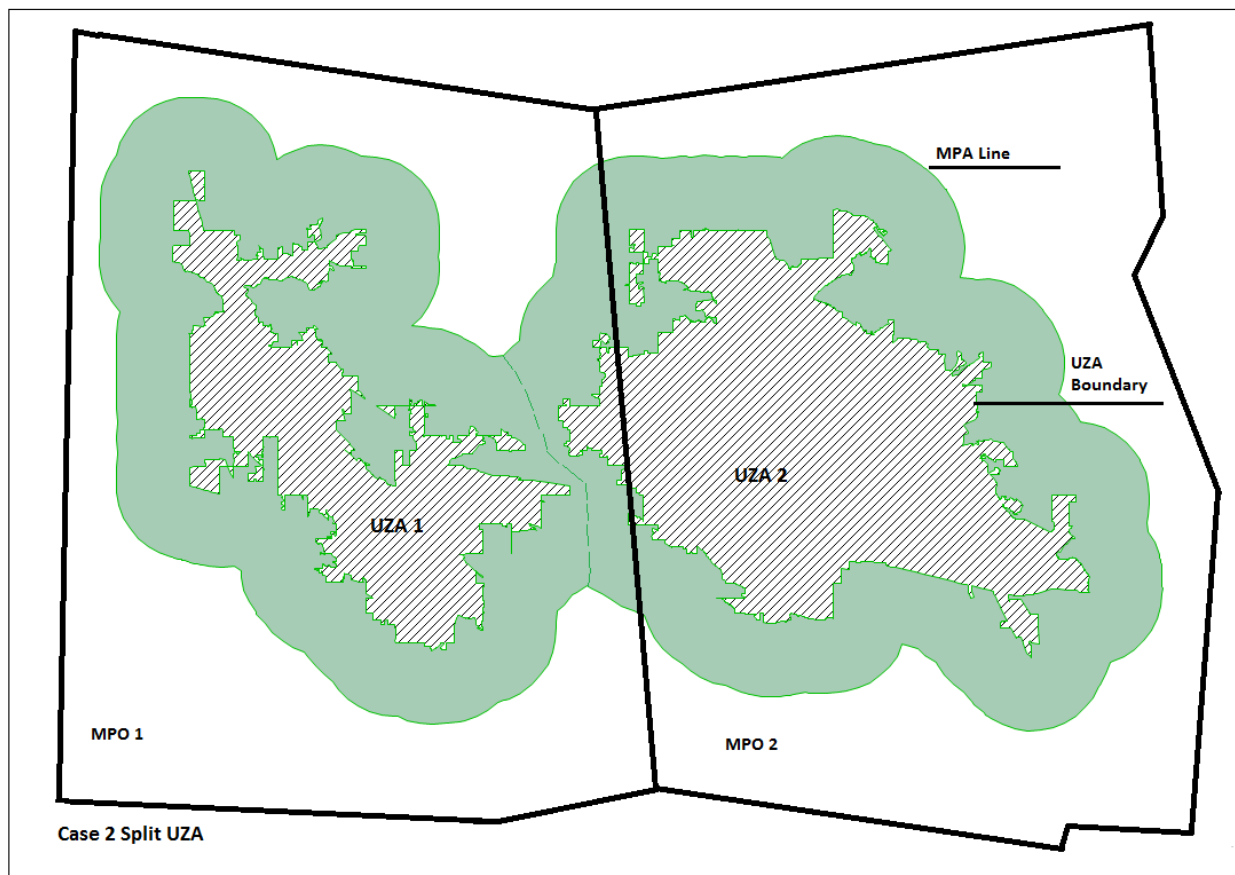 MPA Line
UZA
Boundary
UZA 2
UZA 1
MPO 1
MPO 2
Case 2 Split UZA